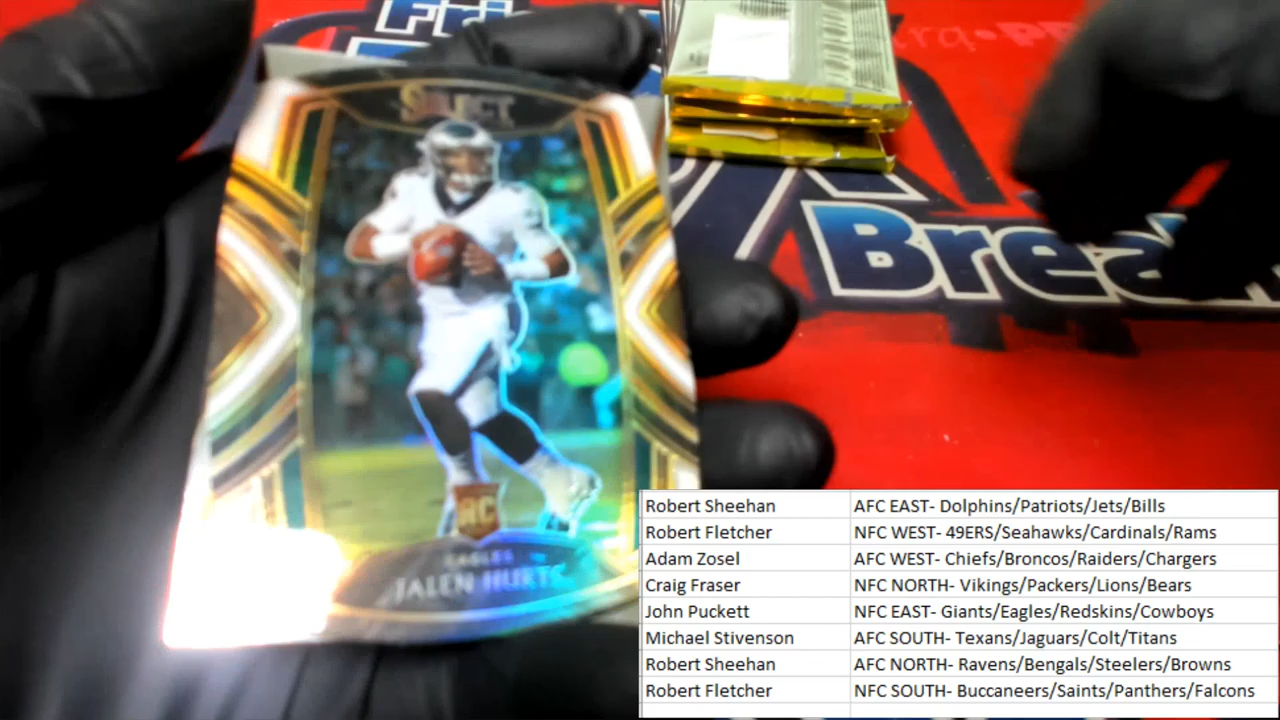 Fri
SELECT
Break
RC
EAGLES
JALEN HURTS
Robert Sheehan AFC EAST- Dolphins/Patriots/Jets/Bills
Robert Fletcher NFC WEST- 49ERS/Seahawks/Cardinals/Rams
Adam Zosel AFC WEST- Chiefs/Broncos/Raiders/Chargers
Craig Fraser NFC NORTH- Vikings/Packers/Lions/Bears
John Puckett NFC EAST- Giants/Eagles/Redskins/Cowboys
Michael Stivenson AFC SOUTH- Texans/Jaguars/Colt/Titans
Robert Sheehan AFC NORTH- Ravens/Bengals/Steelers/Browns
Robert Fletcher NFC SOUTH- Buccaneers/Saints/Panthers/Falcons